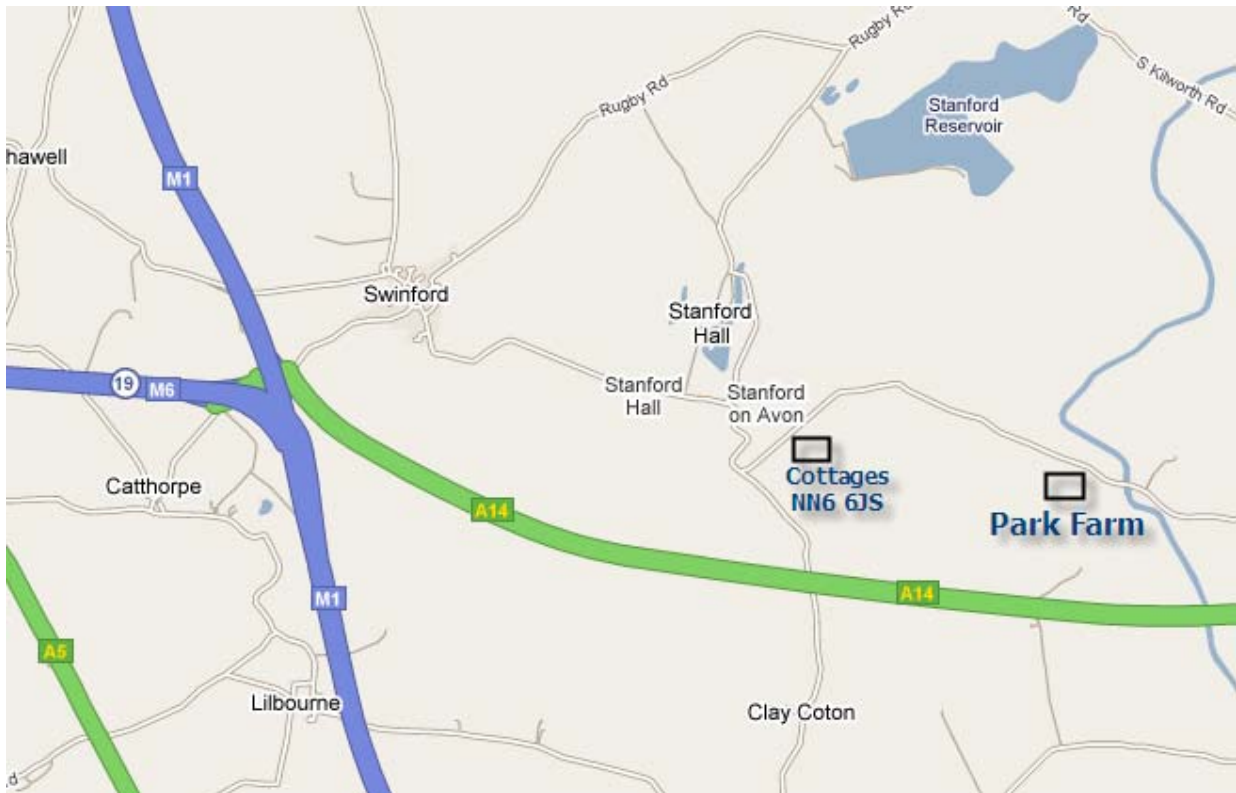 Rugby Rd
Rd
S Kilworth Rd
Rugby Rd
Stanford
Reservoir
hawell
M1
Swinford
Stanford
Hall
19
M6
Stanford
Hall
Stanford
on Avon
Cottages
NN6 6JS
Catthorpe
A14
Park Farm
M1
A14
A5
Lilbourne
Clay Coton
d